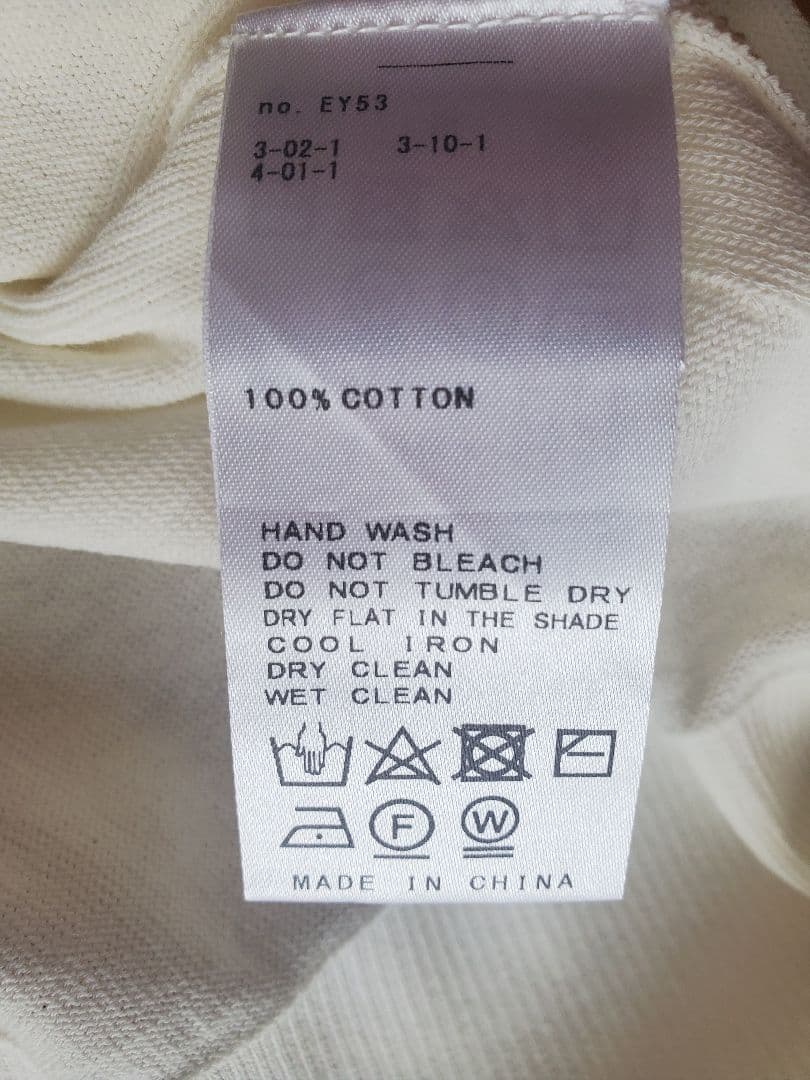 no. EY53
3-02-1 3-10-1
4-01-1
100% COTTON
HAND WASH
DO NOT BLEACH
DO NOT TUMBLE DRY
DRY FLAT IN THE SHADE
COOL IRON
DRY CLEAN
WET CLEAN
F W
MADE IN CHINA